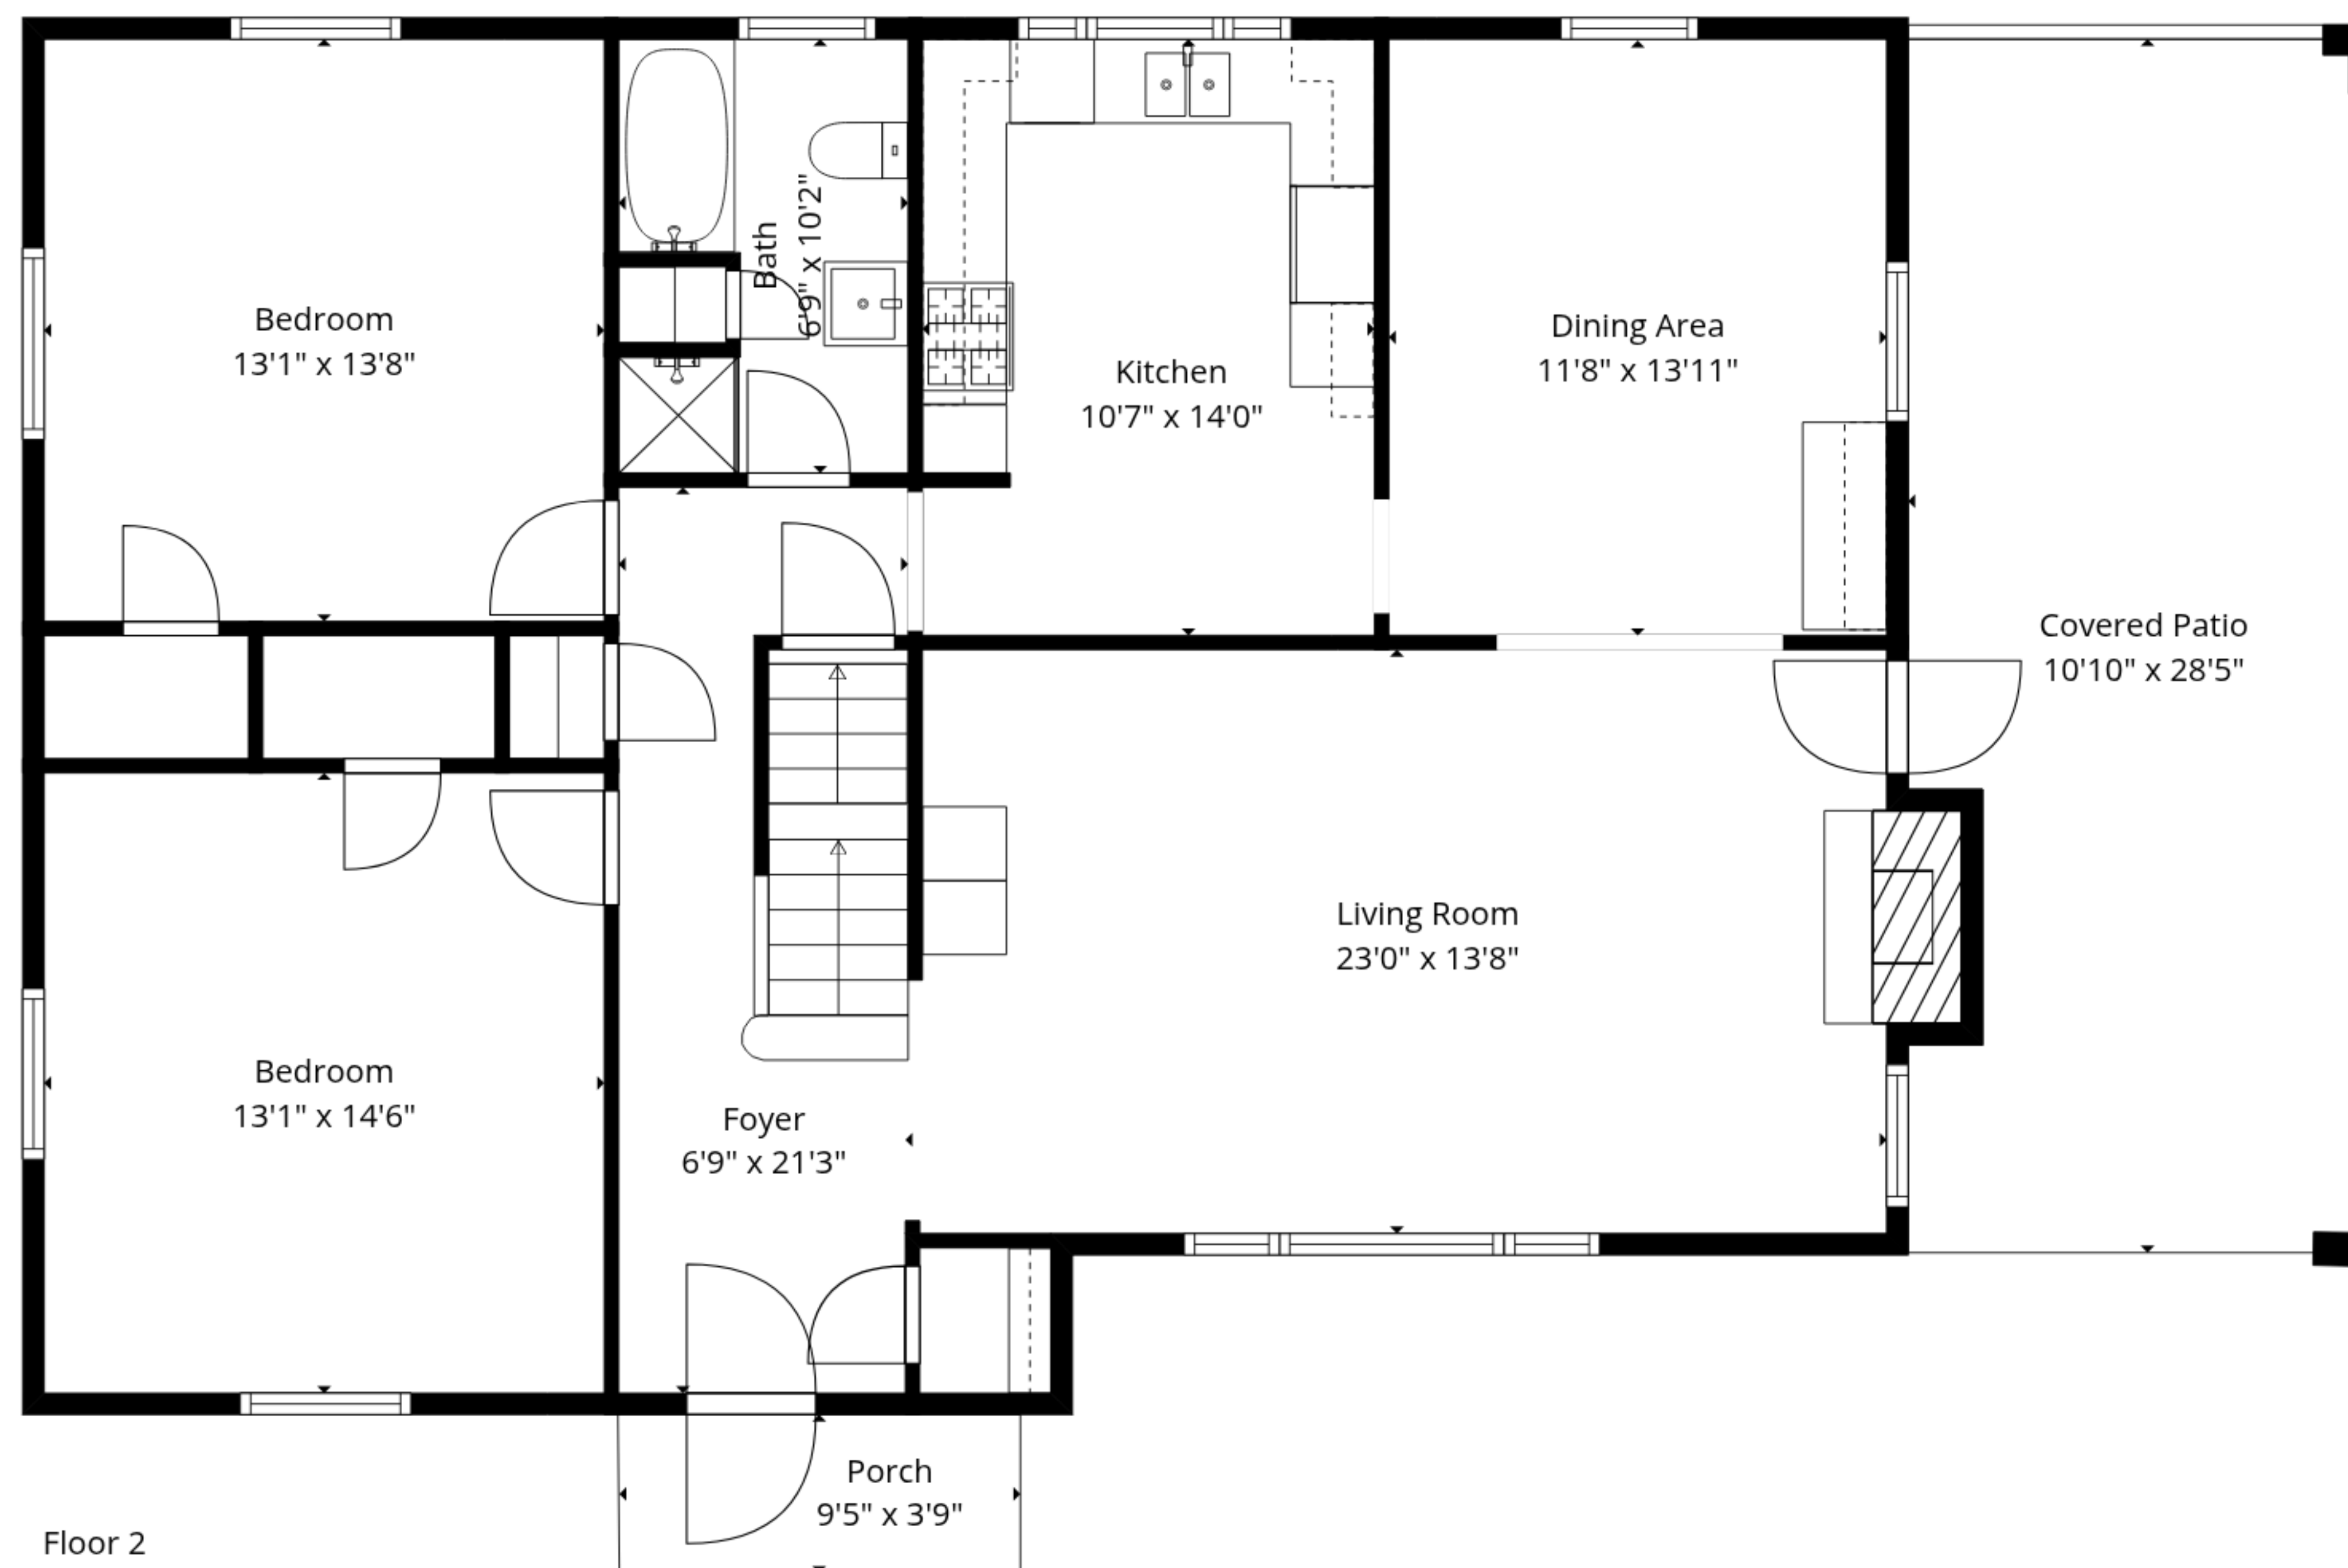 Bedroom
13'1" x 13'8"
Bath
6'9" x 10'2"
Kitchen
10'7" x 14'0"
Dining Area
11'8" x 13'11"
Covered Patio
10'10" x 28'5"
Living Room
23'0" x 13'8"
Bedroom
13'1" x 14'6"
Foyer
6'9" x 21'3"
Porch
9'5" x 3'9"
Floor 2